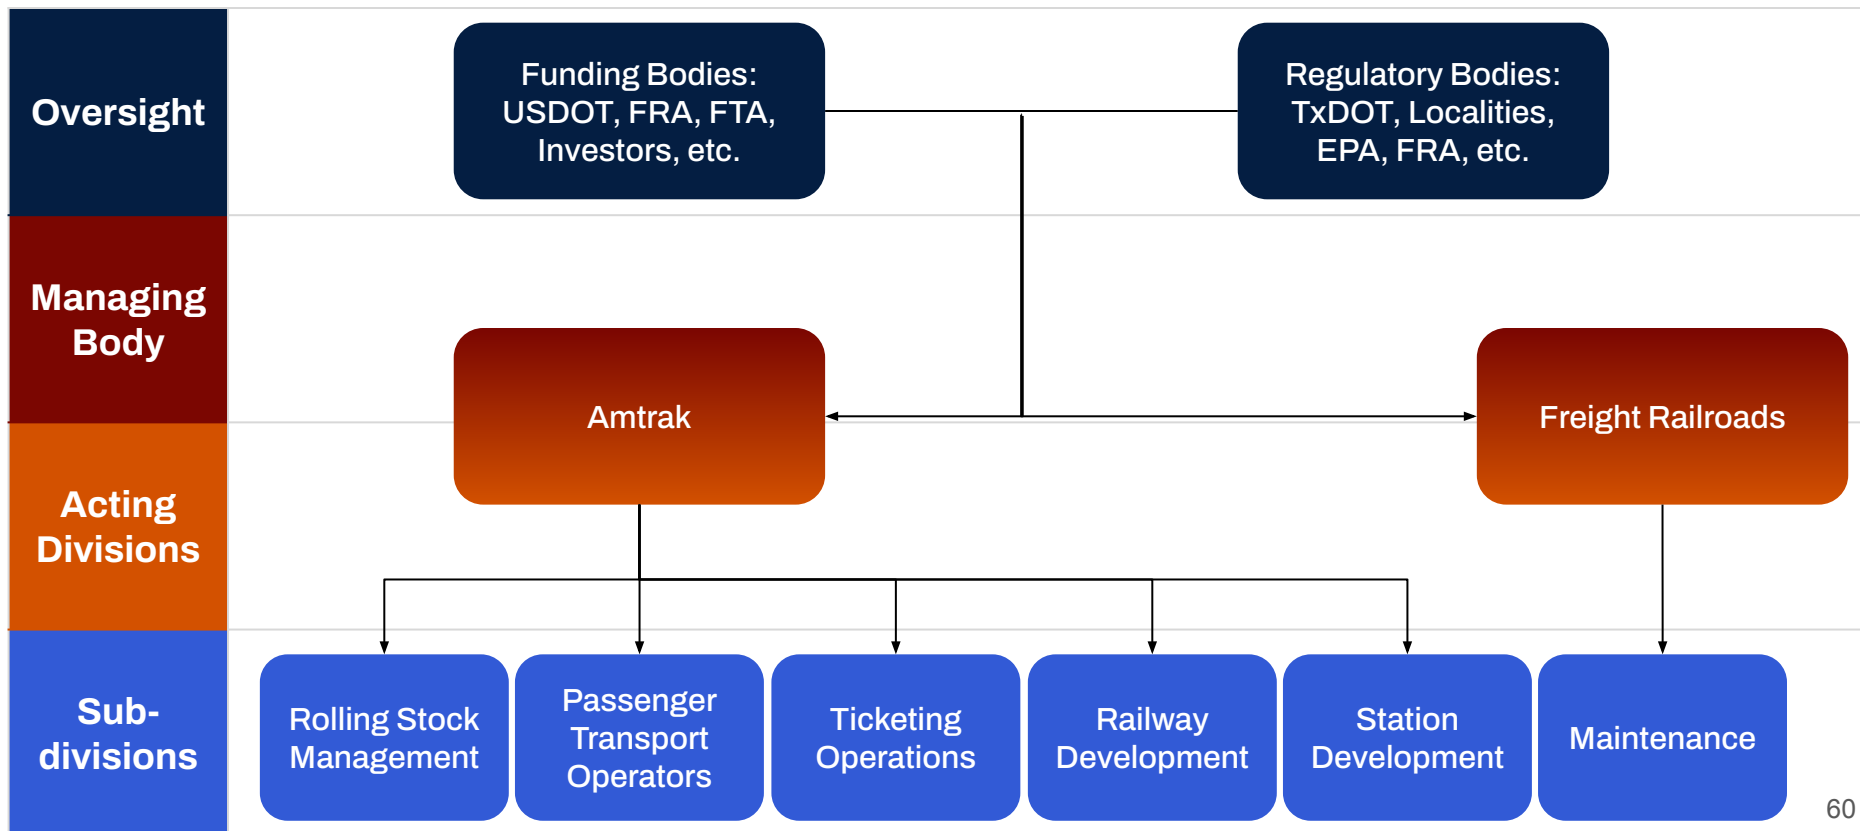 Oversight
Funding Bodies:
USDOT, FRA, FTA,
Investors, etc.
Regulatory Bodies:
TxDOT, Localities,
EPA, FRA, etc.
Managing
Body
Amtrak
Freight Railroads
Acting
Divisions
Sub-
divisions
Rolling Stock
Management
Passenger
Transport
Operators
Ticketing
Operations
Railway
Development
Station
Development
Maintenance
60